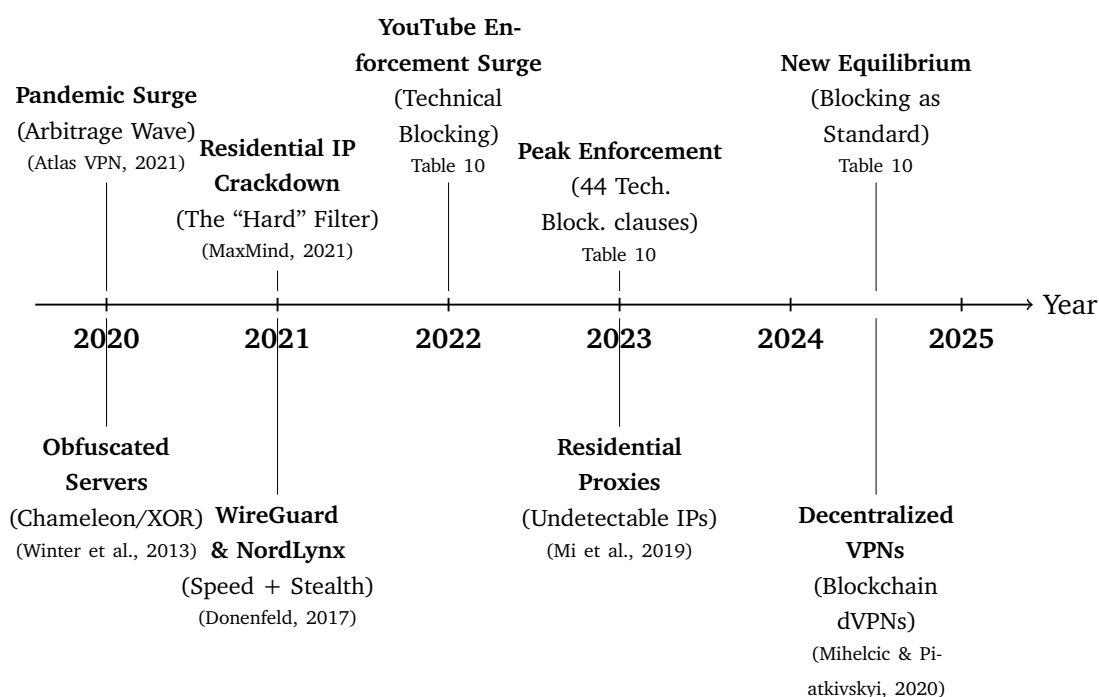 YouTube En-
forcement Surge
(Technical
Blocking)
Table 10
New Equilibrium
(Blocking as
Standard)
Table 10
Pandemic Surge
(Arbitrage Wave)
(Atlas VPN, 2021)
Residential IP
Crackdown
(The “Hard” Filter)
(MaxMind, 2021)
Peak Enforcement
(44 Tech.
Block. clauses)
Table 10
Year
2020
2021
2022
2023
2024
2025
Obfuscated
Servers
(Chameleon/XOR)
(Winter et al., 2013)
WireGuard
& NordLynx
(Speed + Stealth)
(Donenfeld, 2017)
Residential
Proxies
(Undetectable IPs)
(Mi et al., 2019)
Decentralized
VPNs
(Blockchain
dVPNs)
(Mihelcic & Pi-
atkivskyi, 2020)